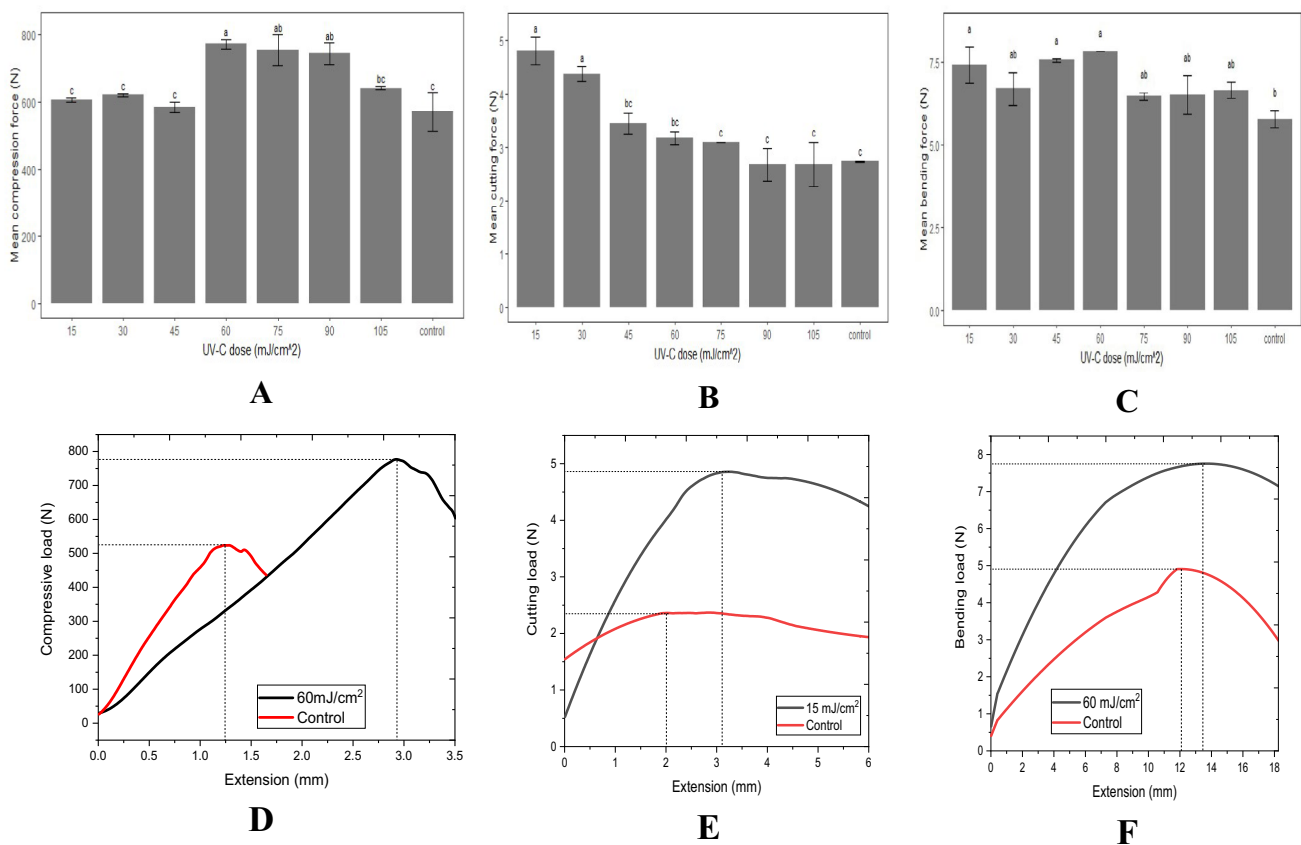 Mean compression force (N)
800
600
400
200
0
c
c
c
a
ab
ab
bc
c
15
30
45
60
75
90
105
control
UV-C dose (mJ/cm^2)
A
Mean cutting force (N)
5
4
3
2
1
0
a
a
bc
bc
c
c
c
c
15
30
45
60
75
90
105
control
UV-C dose (mJ/cm^2)
B
Mean bending force (N)
7.5
5.0
2.5
0.0
a
ab
a
a
ab
ab
ab
b
15
30
45
60
75
90
105
control
UV-C dose (mJ/cm^2)
C
Compressive load (N)
800
700
600
500
400
300
200
100
0
60mJ/cm²
Control
0.0
0.5
1.0
1.5
2.0
2.5
3.0
3.5
Extension (mm)
D
Cutting load (N)
5
4
3
2
1
0
15 mJ/cm²
Control
0
1
2
3
4
5
6
Extension (mm)
E
Bending load (N)
8
7
6
5
4
3
2
1
0
60 mJ/cm²
Control
0
2
4
6
8
10
12
14
16
18
Extension (mm)
F